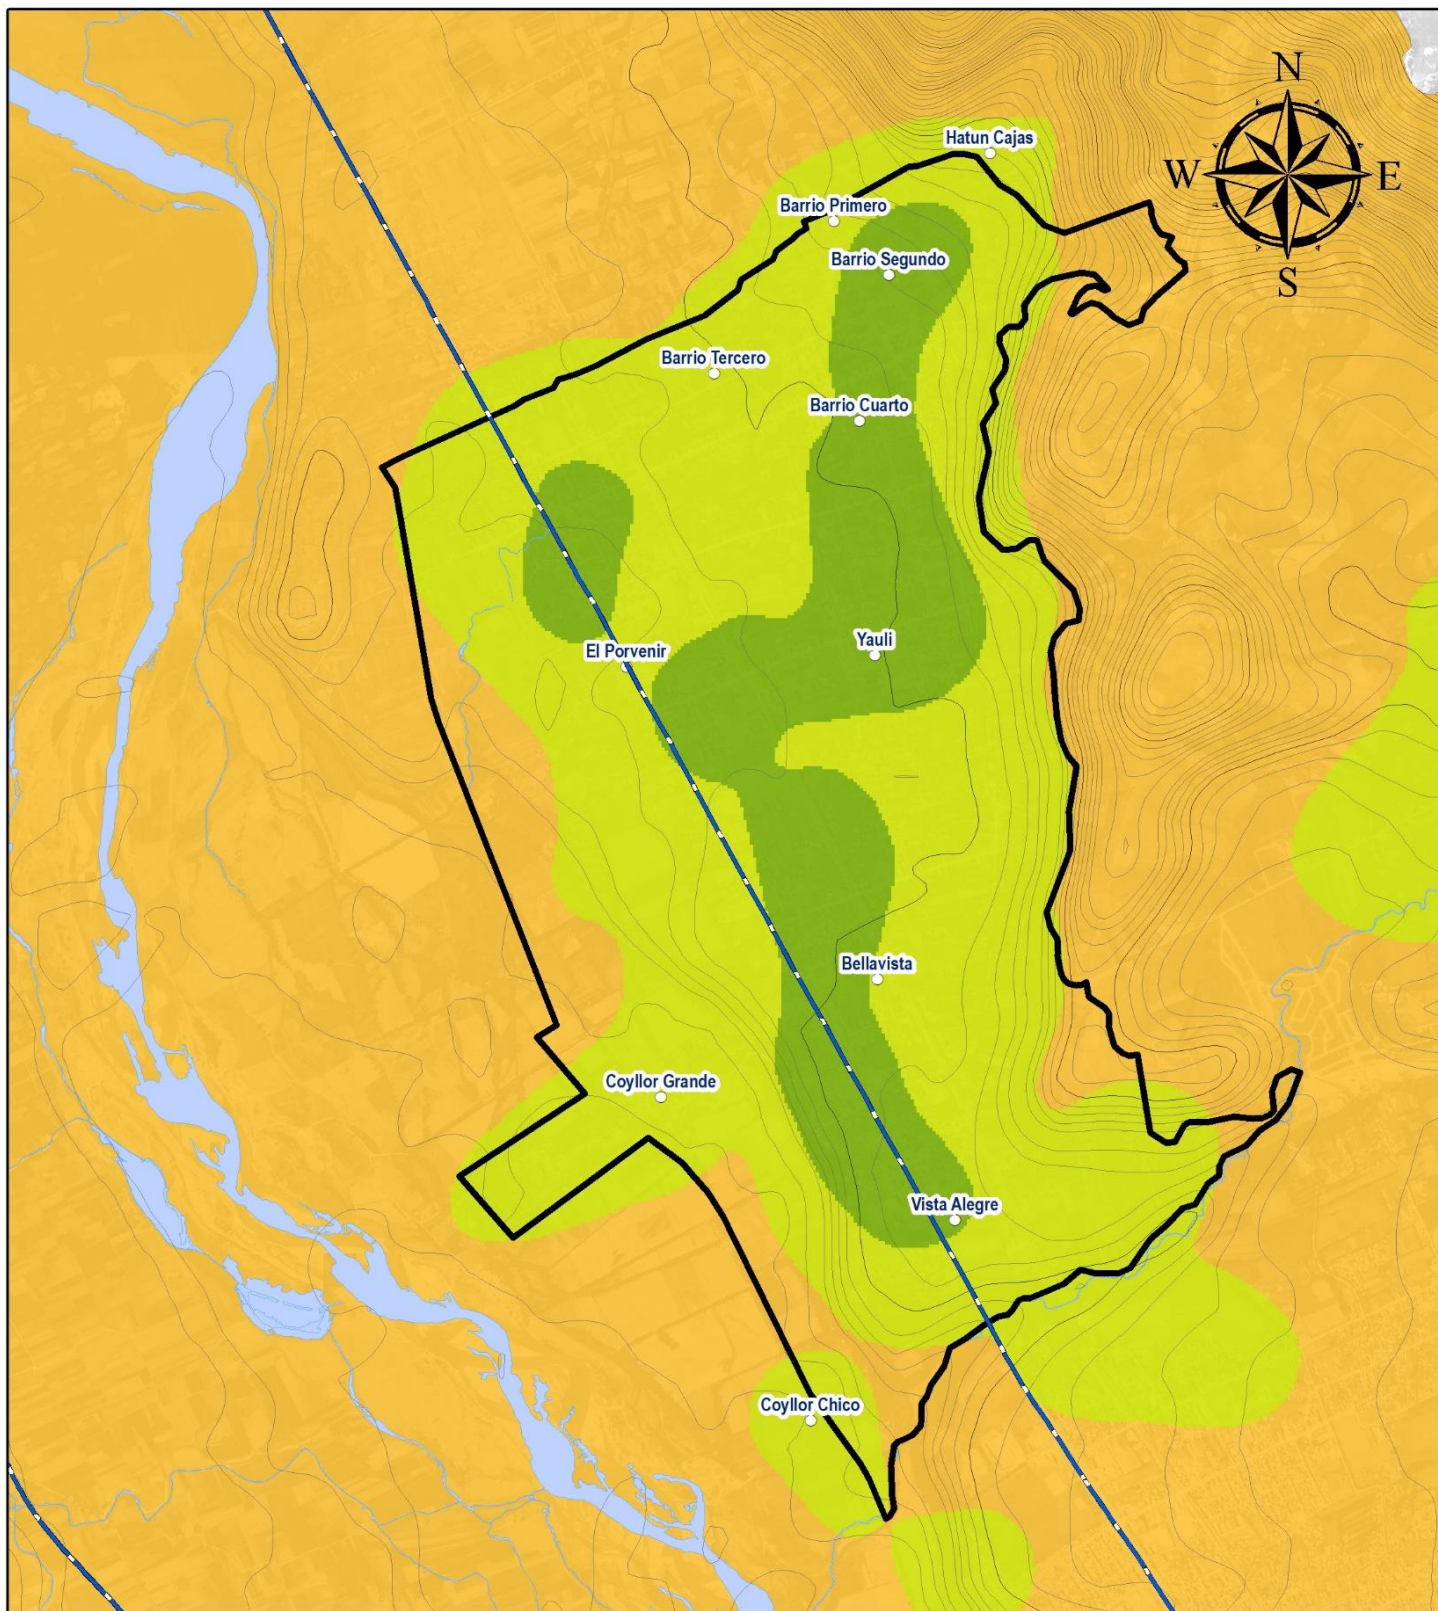 N
Hatun Cajas
W
E
Barrio Primero
Barrio Segundo
S
Barrio Tercero
Barrio Cuarto
Yauli
El Porvenir
Bellavista
Coyllor Grande
Vista Alegre
Coyllor Chico